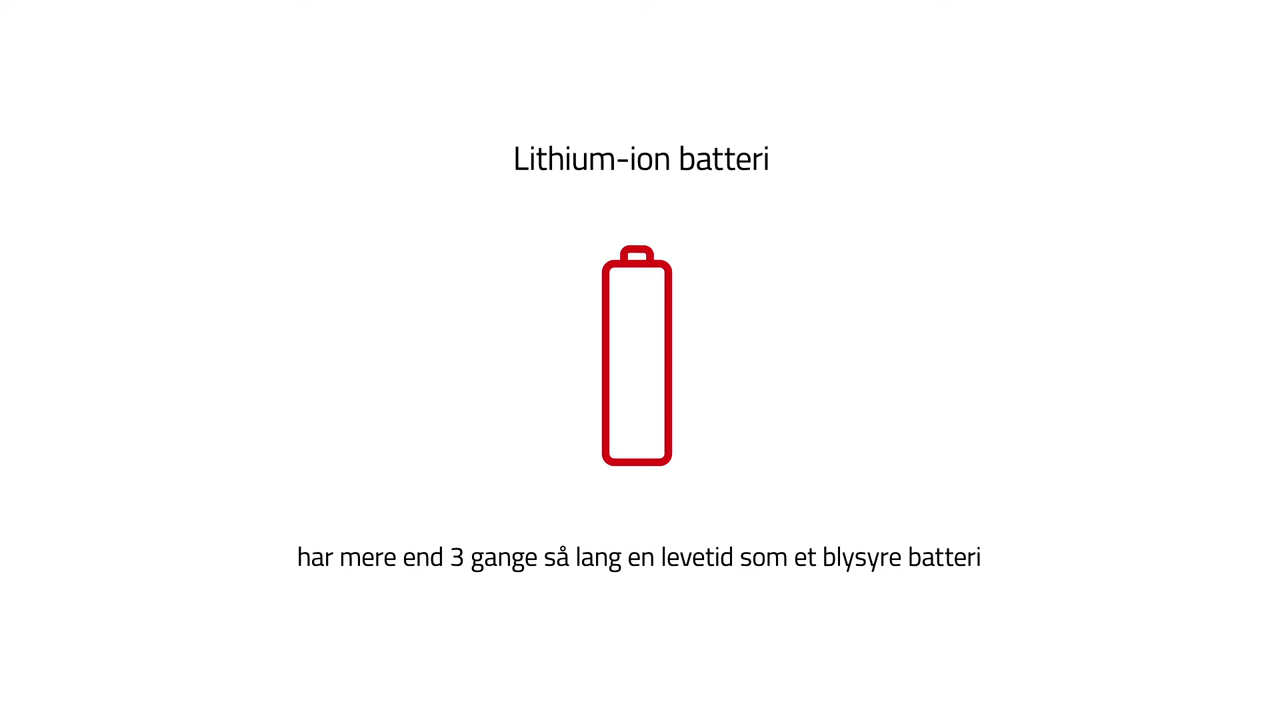 Lithium-ion batteri
har mere end 3 gange så lang en levetid som et blysyre batteri